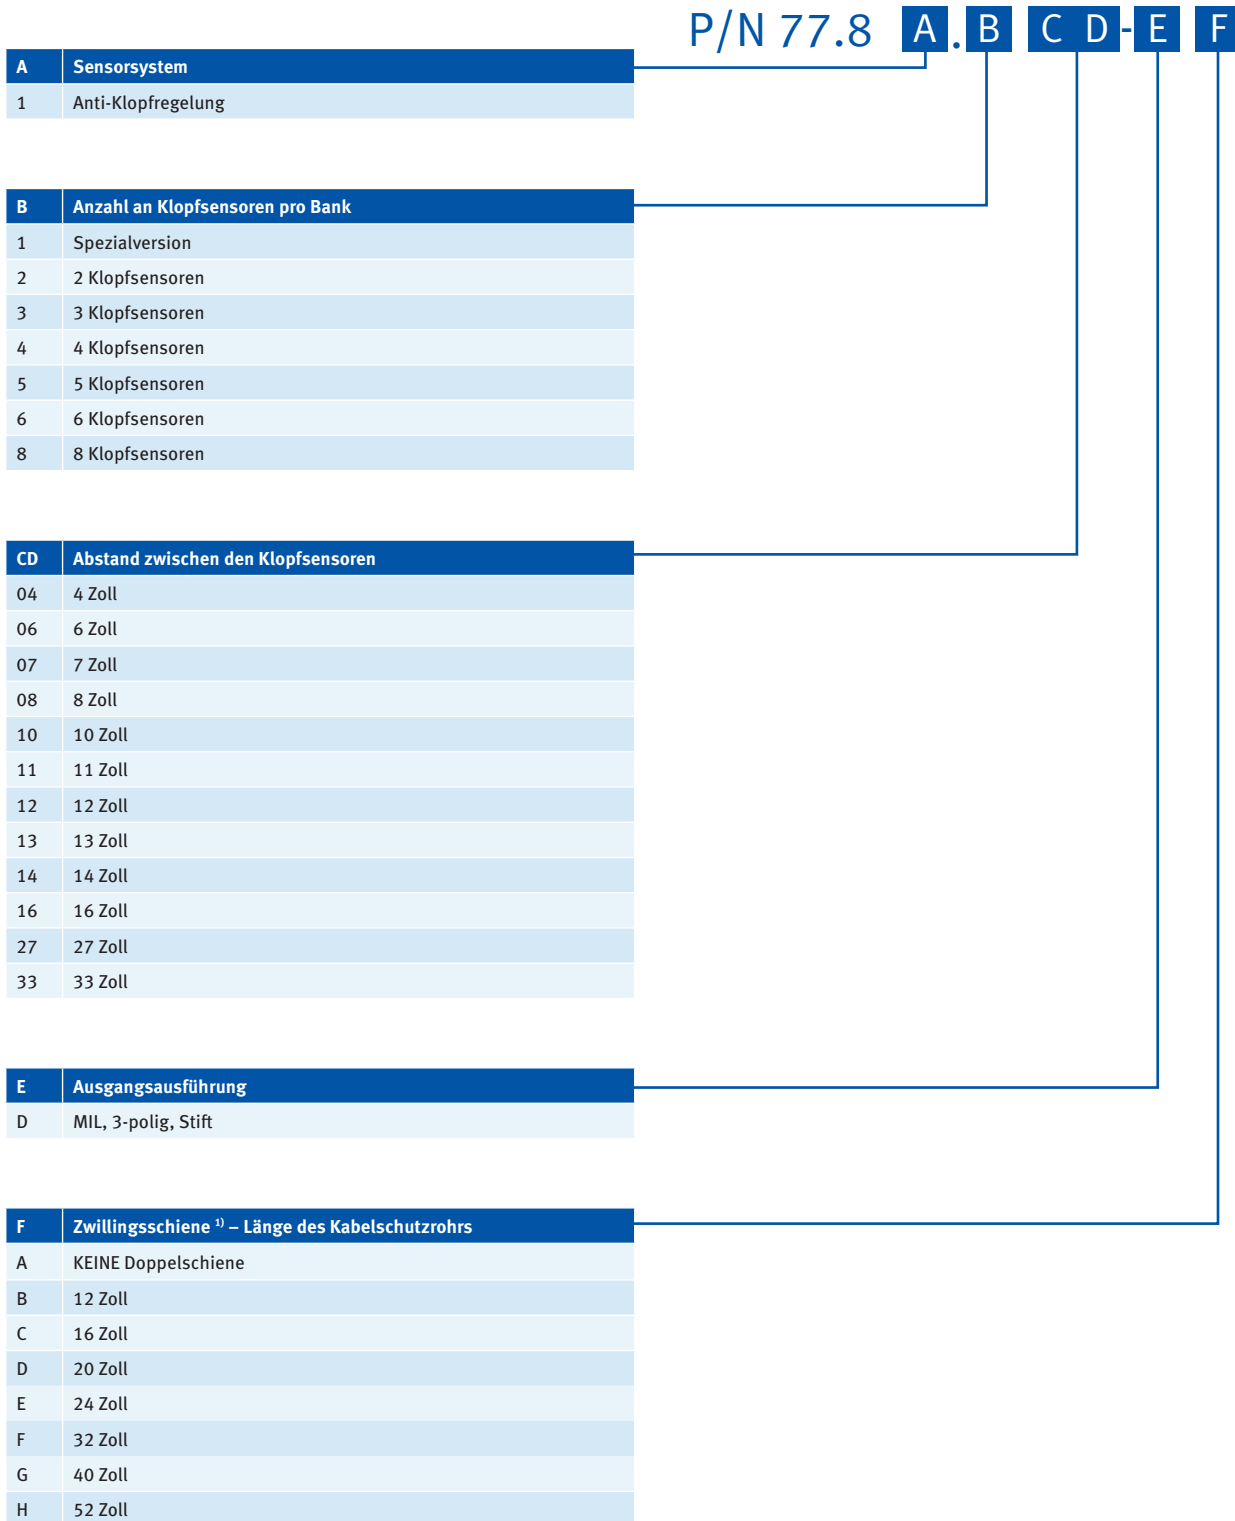 P/N 77.8 A.B CD-E F
A Sensorsystem
1 Anti-Klopfregelung
B Anzahl an Klopfsensoren pro Bank
1 Spezialversion
2 2 Klopfsensoren
3 3 Klopfsensoren
4 4 Klopfsensoren
5 5 Klopfsensoren
6 6 Klopfsensoren
8 8 Klopfsensoren
CD Abstand zwischen den Klopfsensoren
04 4 Zoll
06 6 Zoll
07 7 Zoll
08 8 Zoll
10 10 Zoll
11 11 Zoll
12 12 Zoll
13 13 Zoll
14 14 Zoll
16 16 Zoll
27 27 Zoll
33 33 Zoll
E Ausgangsausführung
D MIL, 3-polig, Stift
F Zwillingsschiene 1) – Länge des Kabelschutzrohrs
A KEINE Doppelschiene
B 12 Zoll
C 16 Zoll
D 20 Zoll
E 24 Zoll
F 32 Zoll
G 40 Zoll
H 52 Zoll